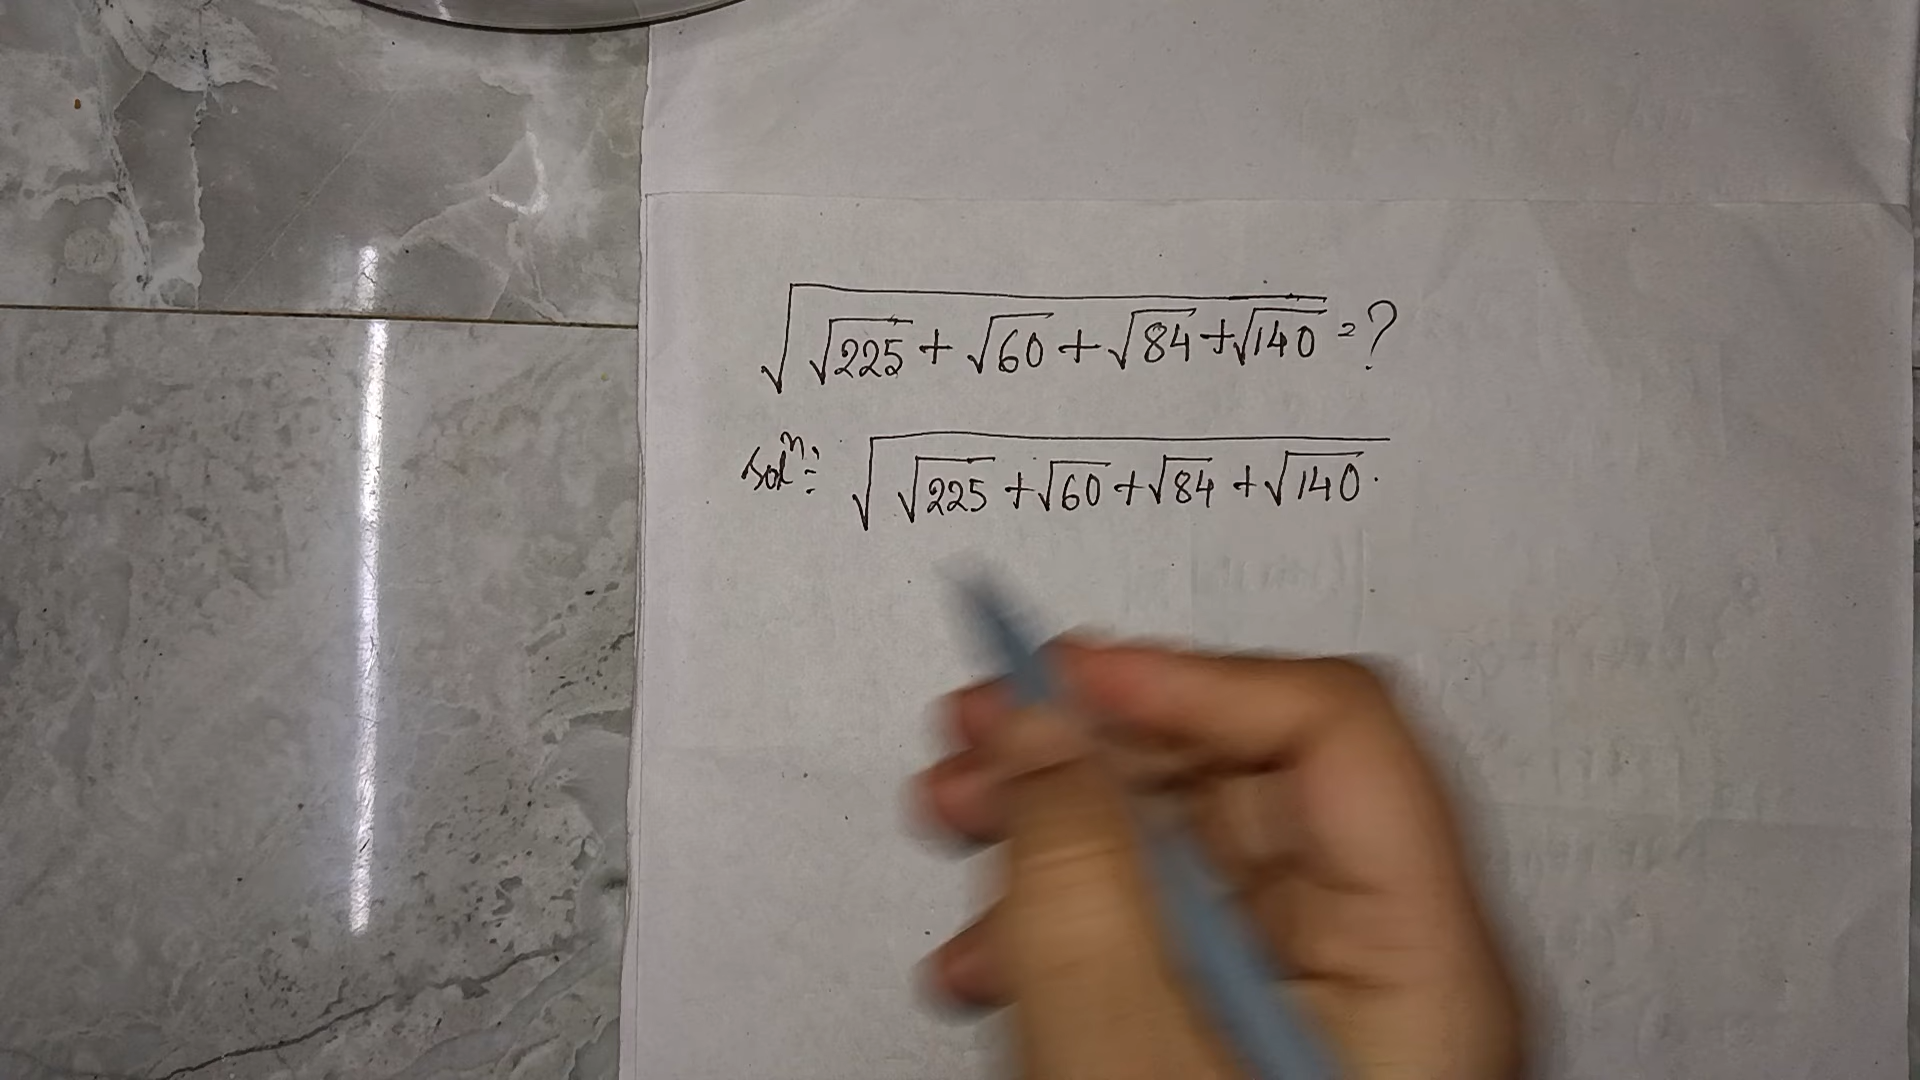 √(√225 + √60 + √84 + √140) = ?
Solⁿ: √(√225 + √60 + √84 + √140.